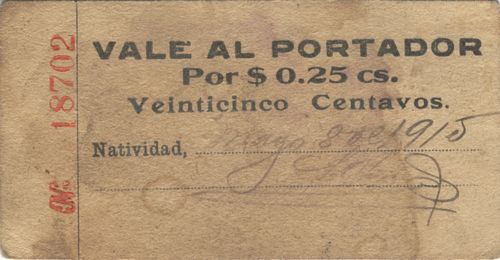 VALE AL PORTADOR
Por $ 0.25 cs.
Veinticinco Centavos.
Natividad, 1915
No. 18702